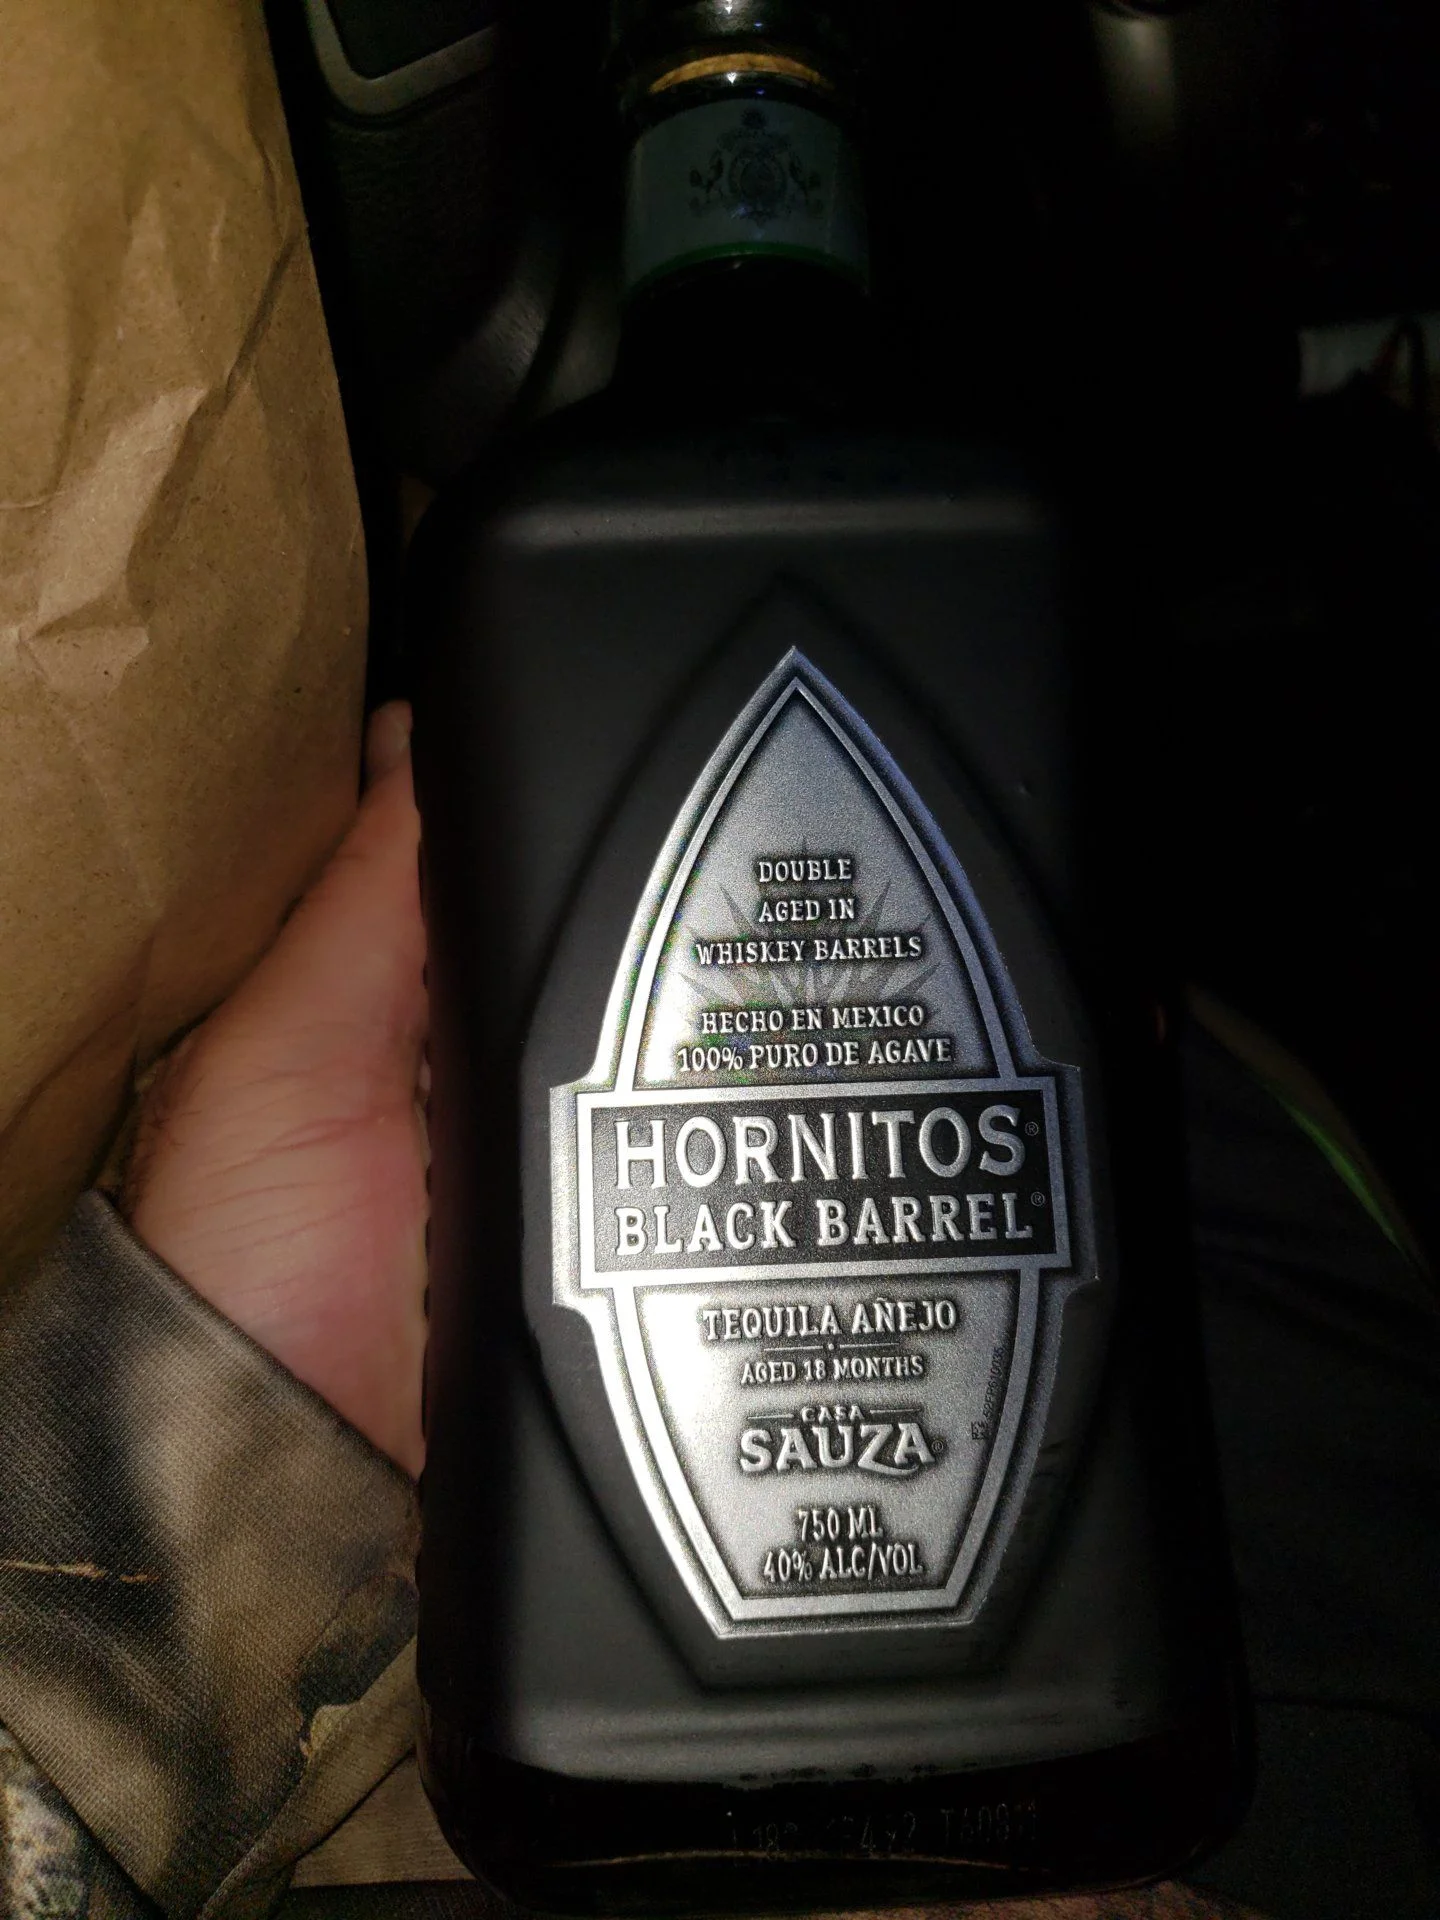 DOUBLE
AGED IN
WHISKEY BARRELS
HECHO EN MEXICO
100% PURO DE AGAVE
HORNITOS®
BLACK BARREL®
TEQUILA AÑEJO
AGED 18 MONTHS
CASA
SAUZA®
750 ML
40% ALC/VOL